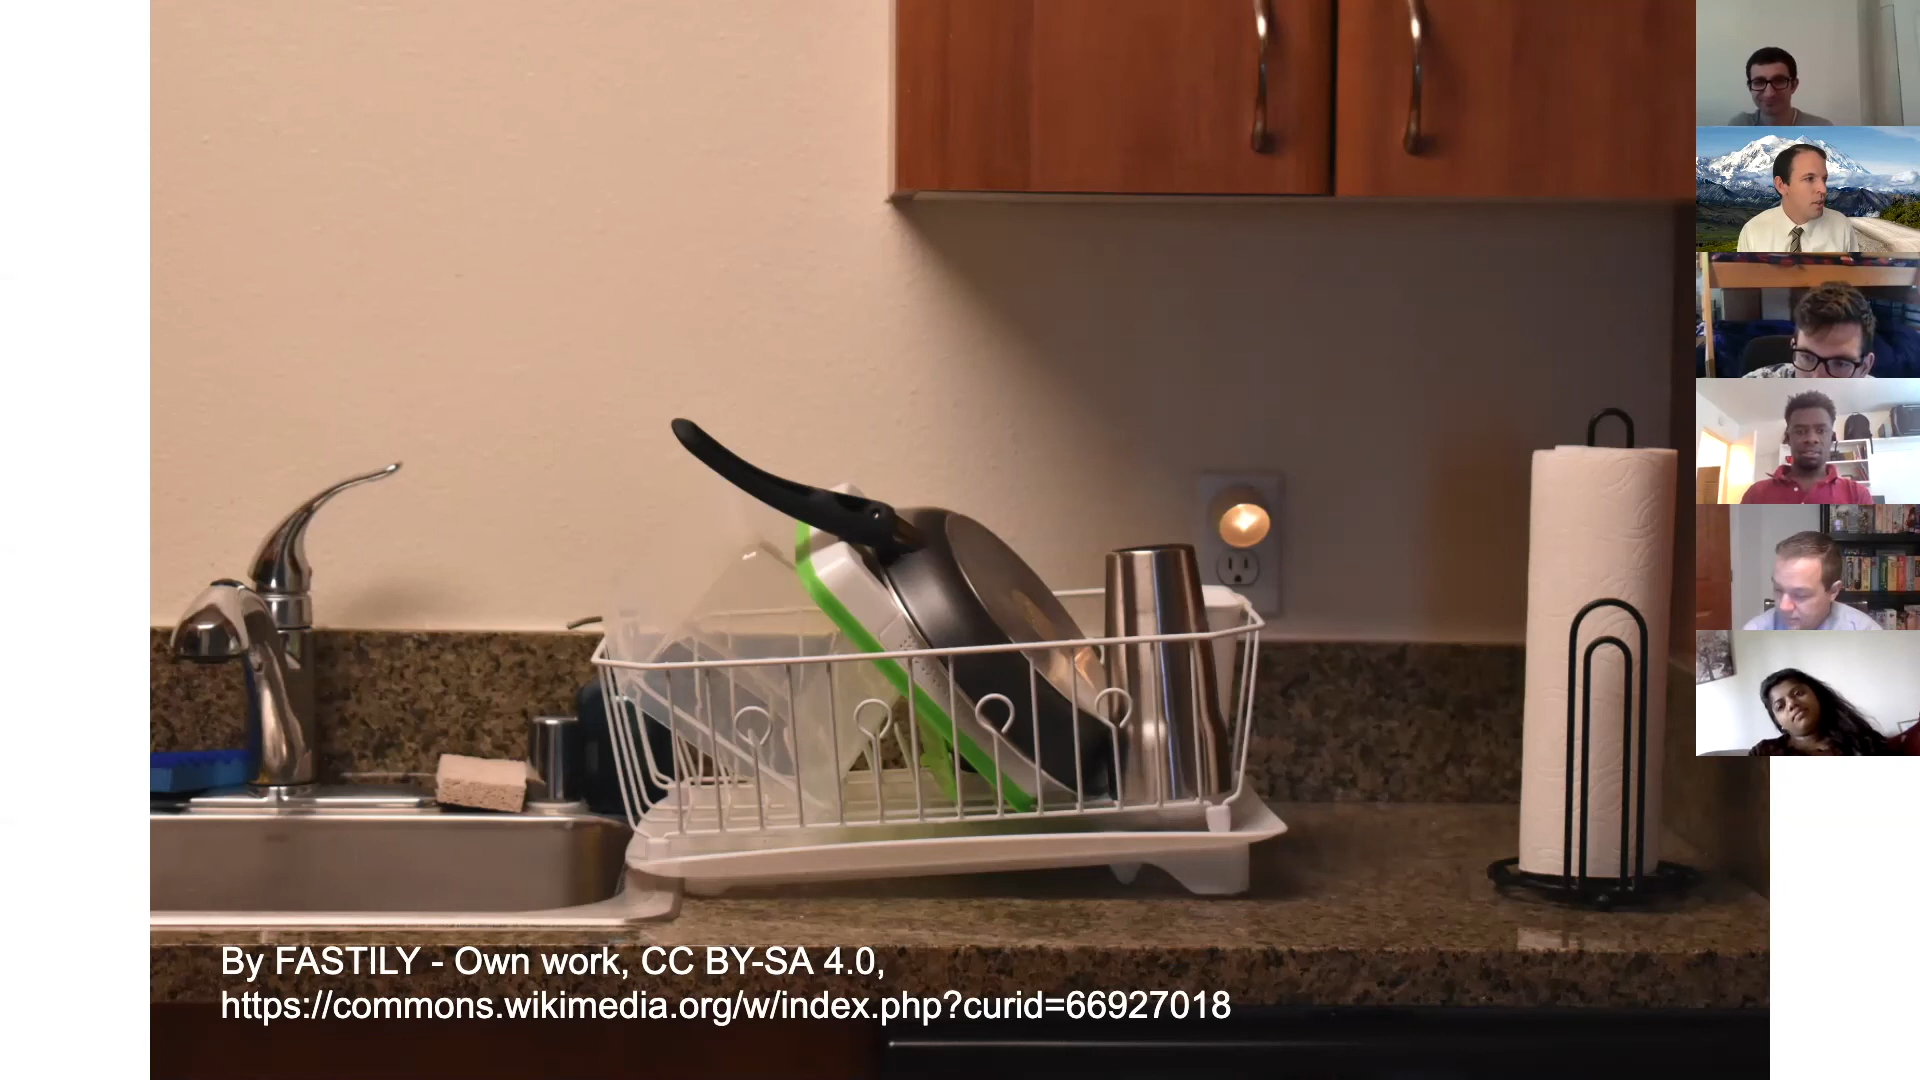 By FASTILY - Own work, CC BY-SA 4.0,
https://commons.wikimedia.org/w/index.php?curid=66927018